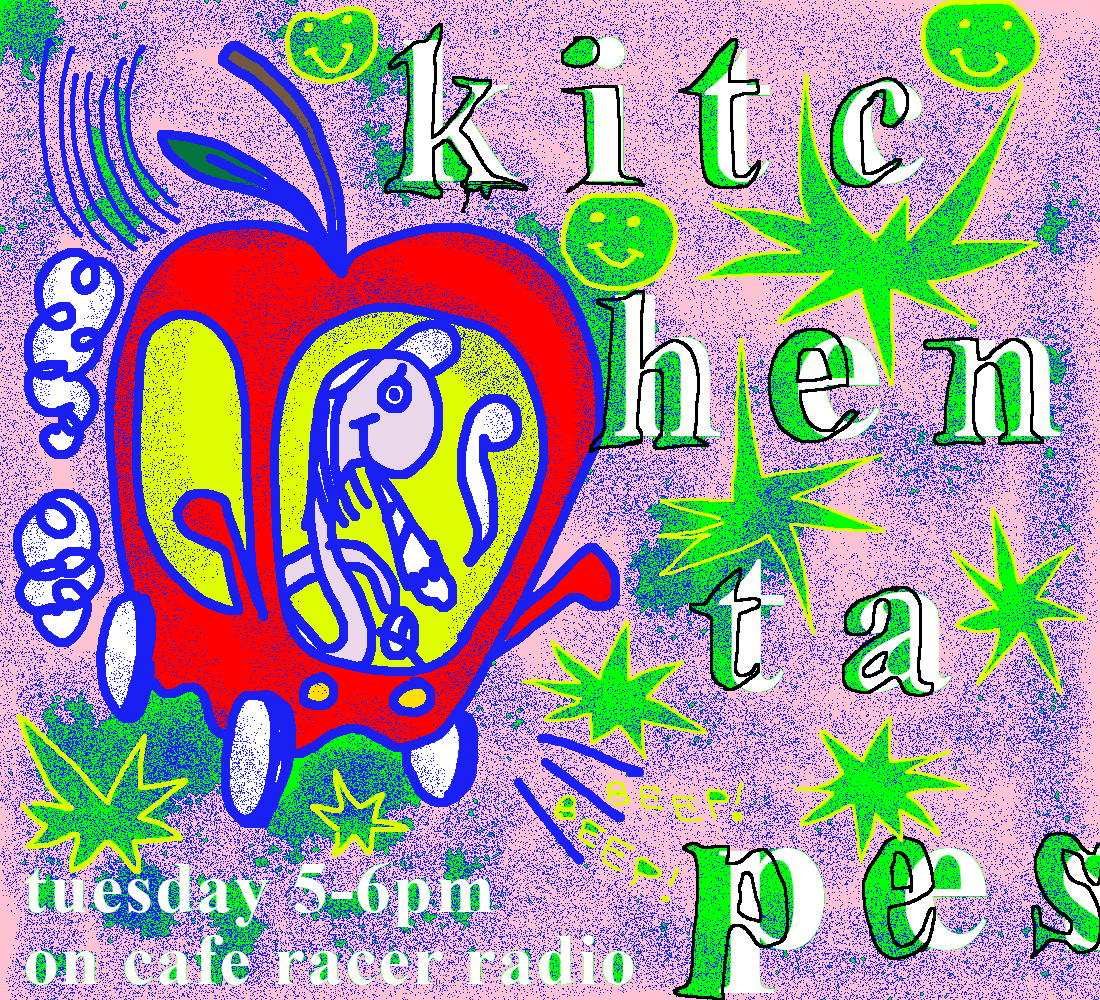 kitc
hen
ta
pes
A BEEP!
BEEP!
tuesday 5-6pm
on cafe racer radio